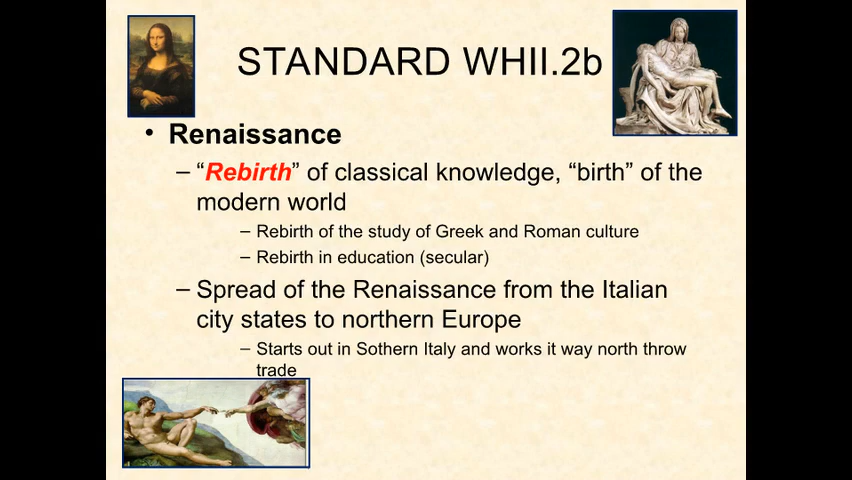 STANDARD WHII.2b
• Renaissance
– “Rebirth” of classical knowledge, “birth” of the
modern world
– Rebirth of the study of Greek and Roman culture
– Rebirth in education (secular)
– Spread of the Renaissance from the Italian
city states to northern Europe
– Starts out in Sothern Italy and works it way north throw
trade